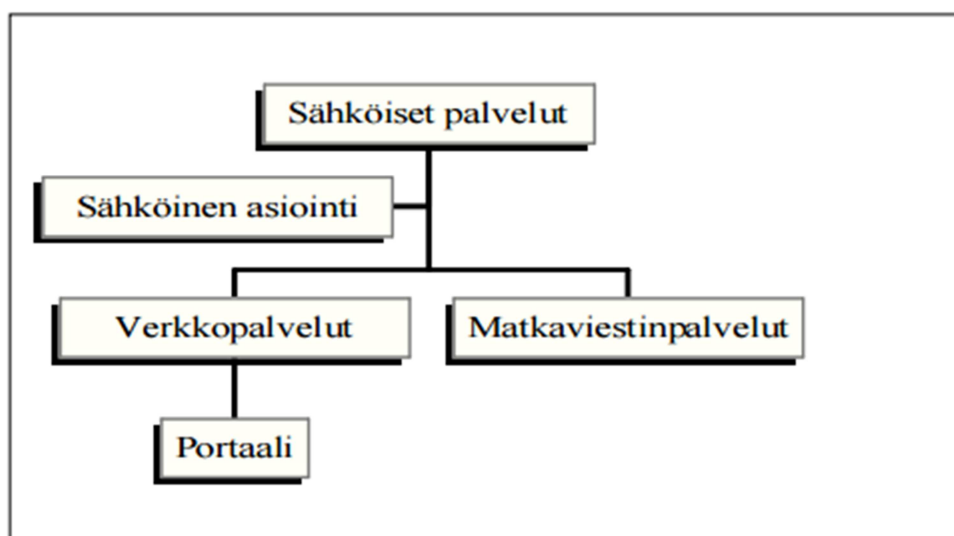 Sähköiset palvelut
Sähköinen asiointi
Verkkopalvelut
Matkaviestinpalvelut
Portaali